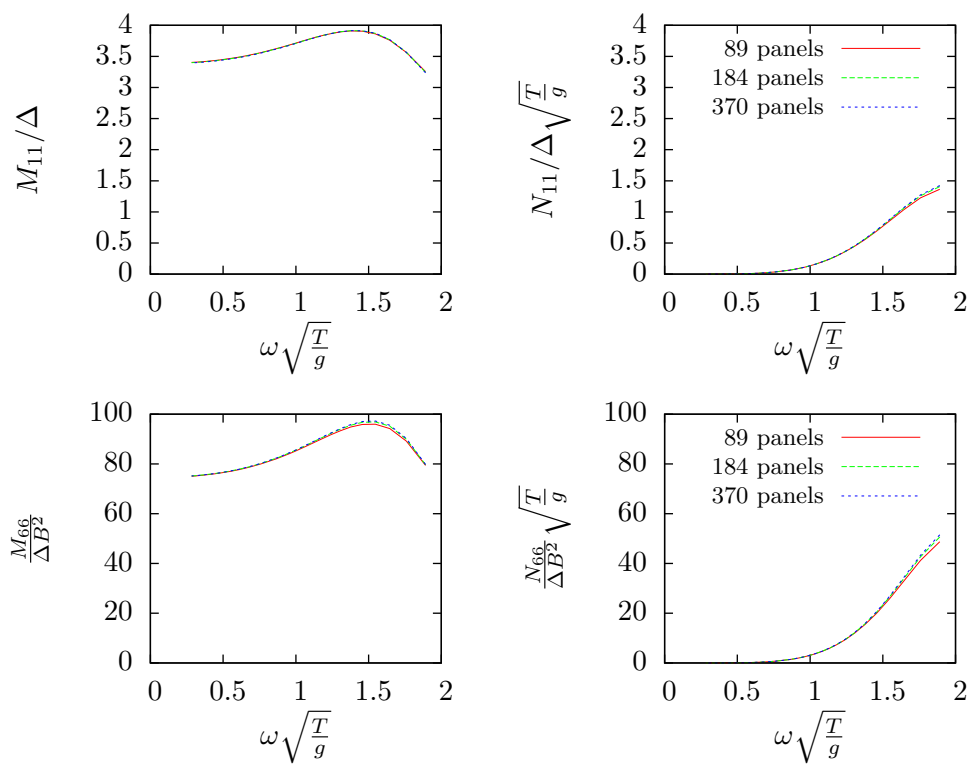 M₁₁/Δ
4
3.5
3
2.5
2
1.5
1
0.5
0
0 0.5 1 1.5 2
ω√(T/g)
N₁₁/Δ√(T/g)
4
3.5
3
2.5
2
1.5
1
0.5
0
89 panels
184 panels
370 panels
0 0.5 1 1.5 2
ω√(T/g)
M₆₆/ΔB²
100
80
60
40
20
0
0 0.5 1 1.5 2
ω√(T/g)
N₆₆/ΔB² √(T/g)
100
80
60
40
20
0
89 panels
184 panels
370 panels
0 0.5 1 1.5 2
ω√(T/g)